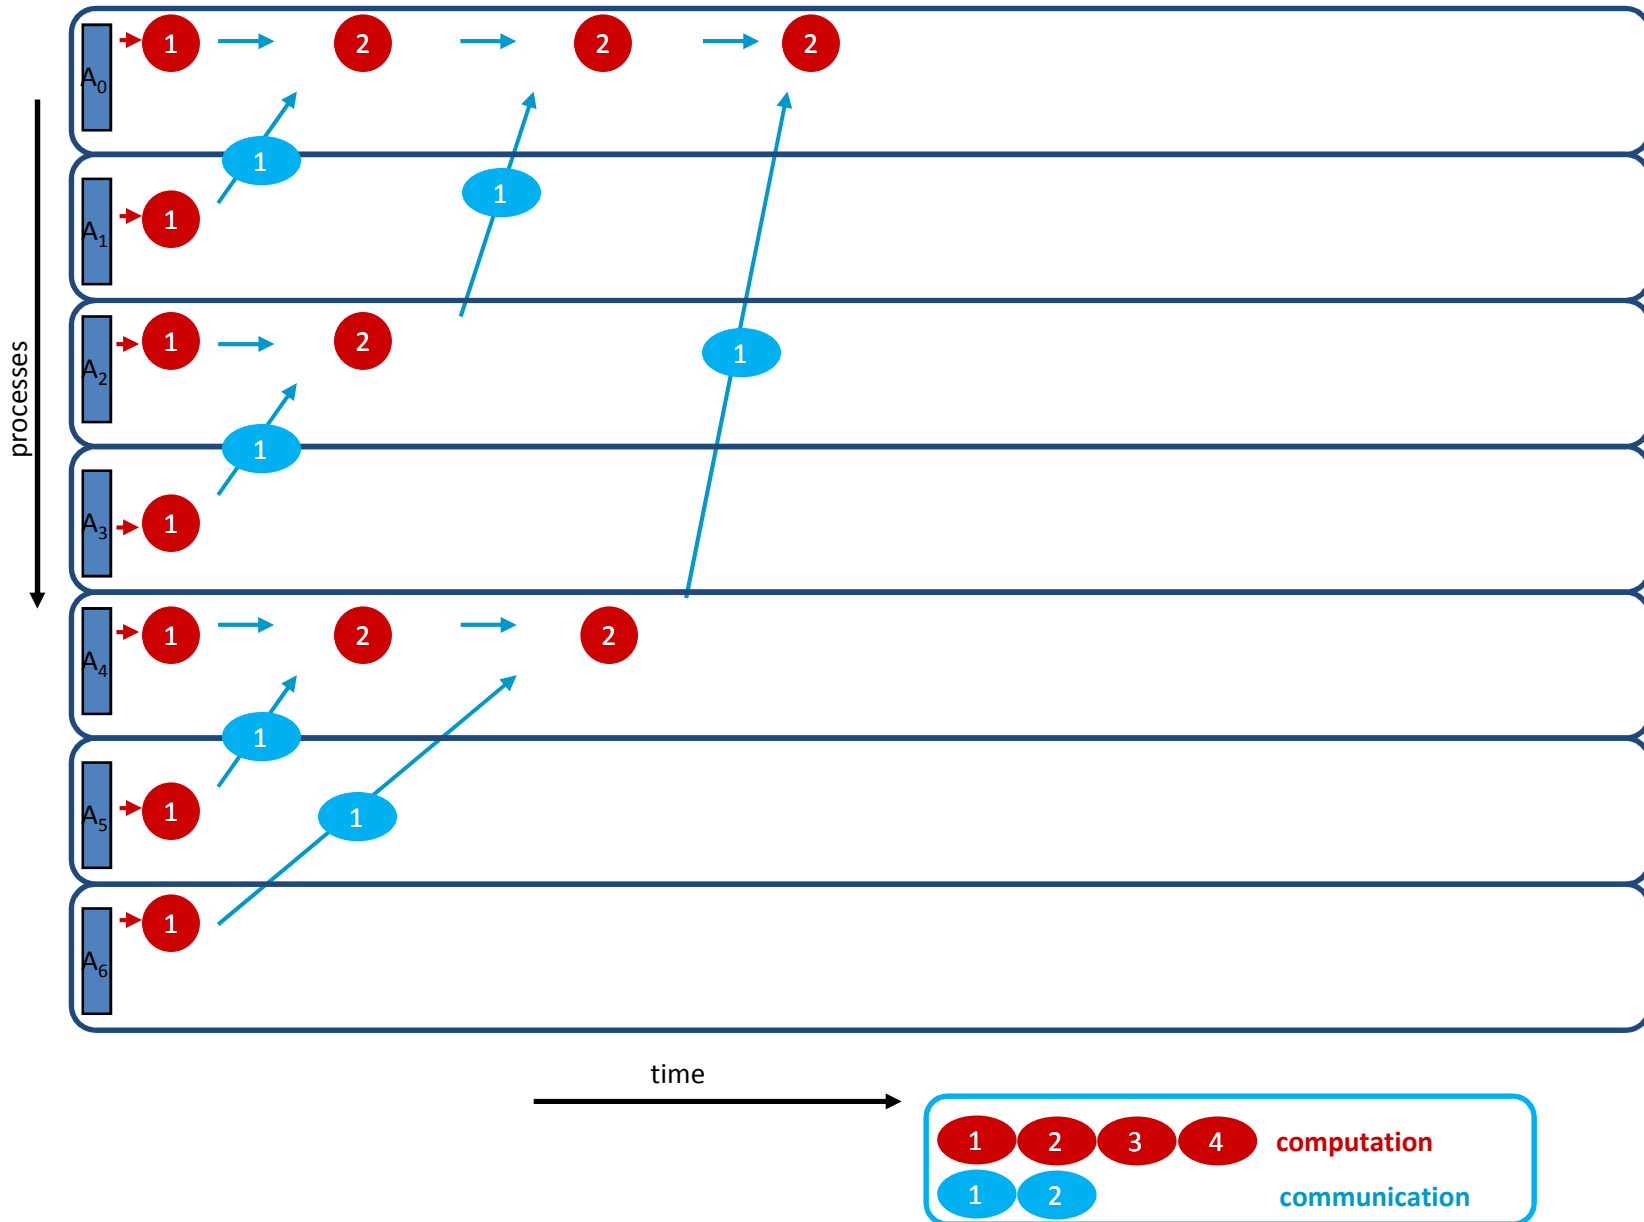 A₀ 1 2 2 2
1
A₁ 1 1
A₂ 1 2 1
1
A₃ 1
A₄ 1 2 2
1
A₅ 1 1
A₆ 1
processes
time
1 2 3 4 computation
1 2 communication